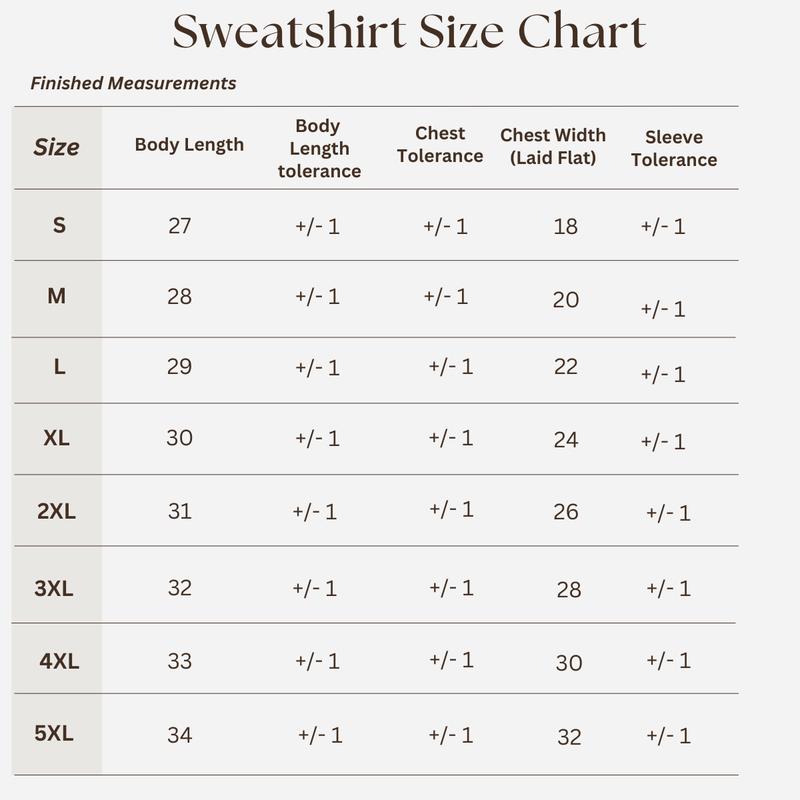 Sweatshirt Size Chart
Finished Measurements
Size Body Length Body Length tolerance Chest Tolerance Chest Width (Laid Flat) Sleeve Tolerance
S 27 +/- 1 +/- 1 18 +/- 1
M 28 +/- 1 +/- 1 20 +/- 1
L 29 +/- 1 +/- 1 22 +/- 1
XL 30 +/- 1 +/- 1 24 +/- 1
2XL 31 +/- 1 +/- 1 26 +/- 1
3XL 32 +/- 1 +/- 1 28 +/- 1
4XL 33 +/- 1 +/- 1 30 +/- 1
5XL 34 +/- 1 +/- 1 32 +/- 1